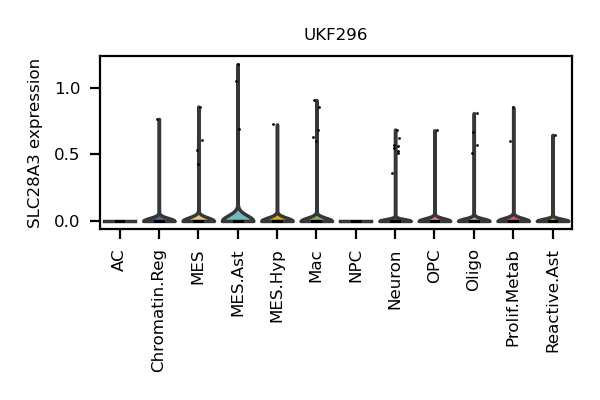 UKF296
SLC28A3 expression
1.0
0.5
0.0
AC
Chromatin.Reg
MES
MES.Ast
MES.Hyp
Mac
NPC
Neuron
OPC
Oligo
Prolif.Metab
Reactive.Ast